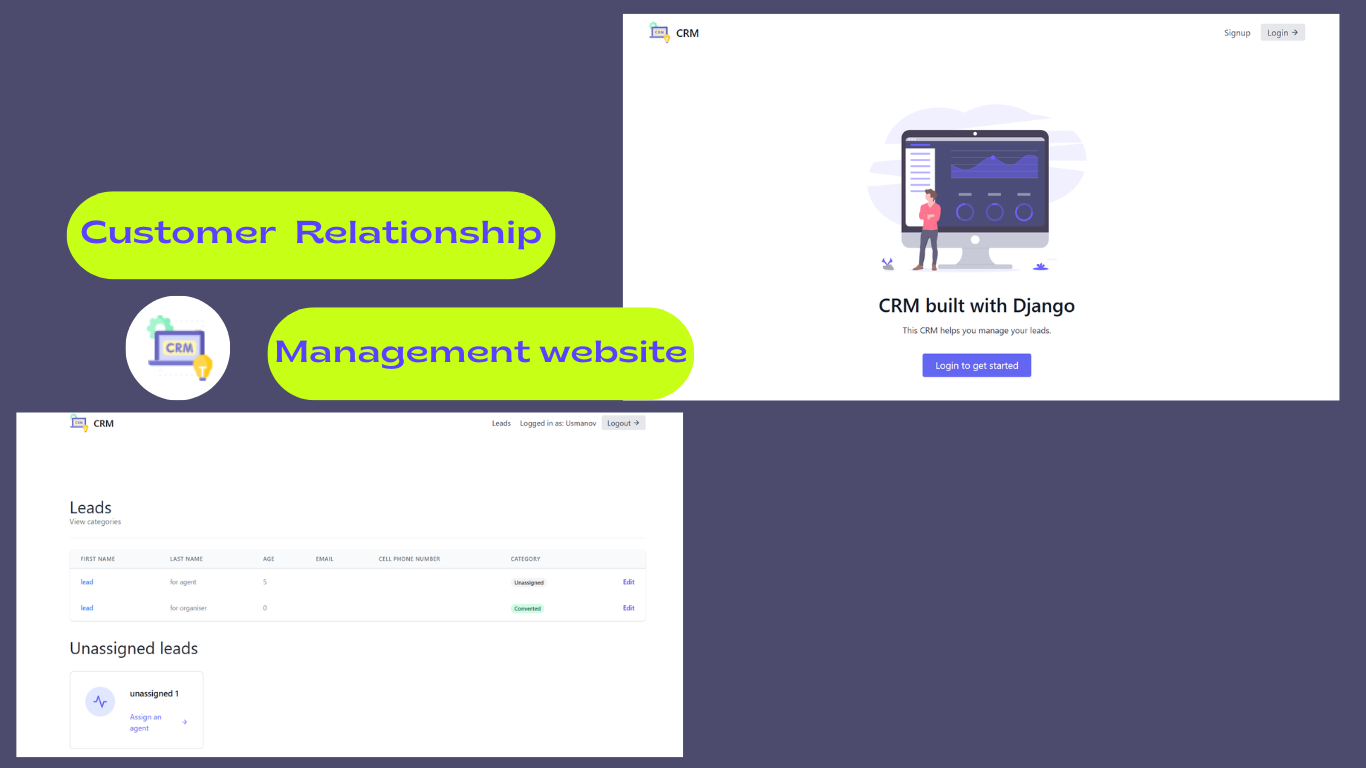 Customer Relationship
CRM
Management website
CRM
Signup
Login →
CRM built with Django
This CRM helps you manage your leads.
Login to get started
CRM
Leads
Logged in as: Usmanov
Logout →
Leads
View categories
FIRST NAME LAST NAME AGE EMAIL CELL PHONE NUMBER CATEGORY
lead for agent 5 Unassigned Edit
lead for organiser 0 Converted Edit
Unassigned leads
unassigned 1
Assign an
agent →